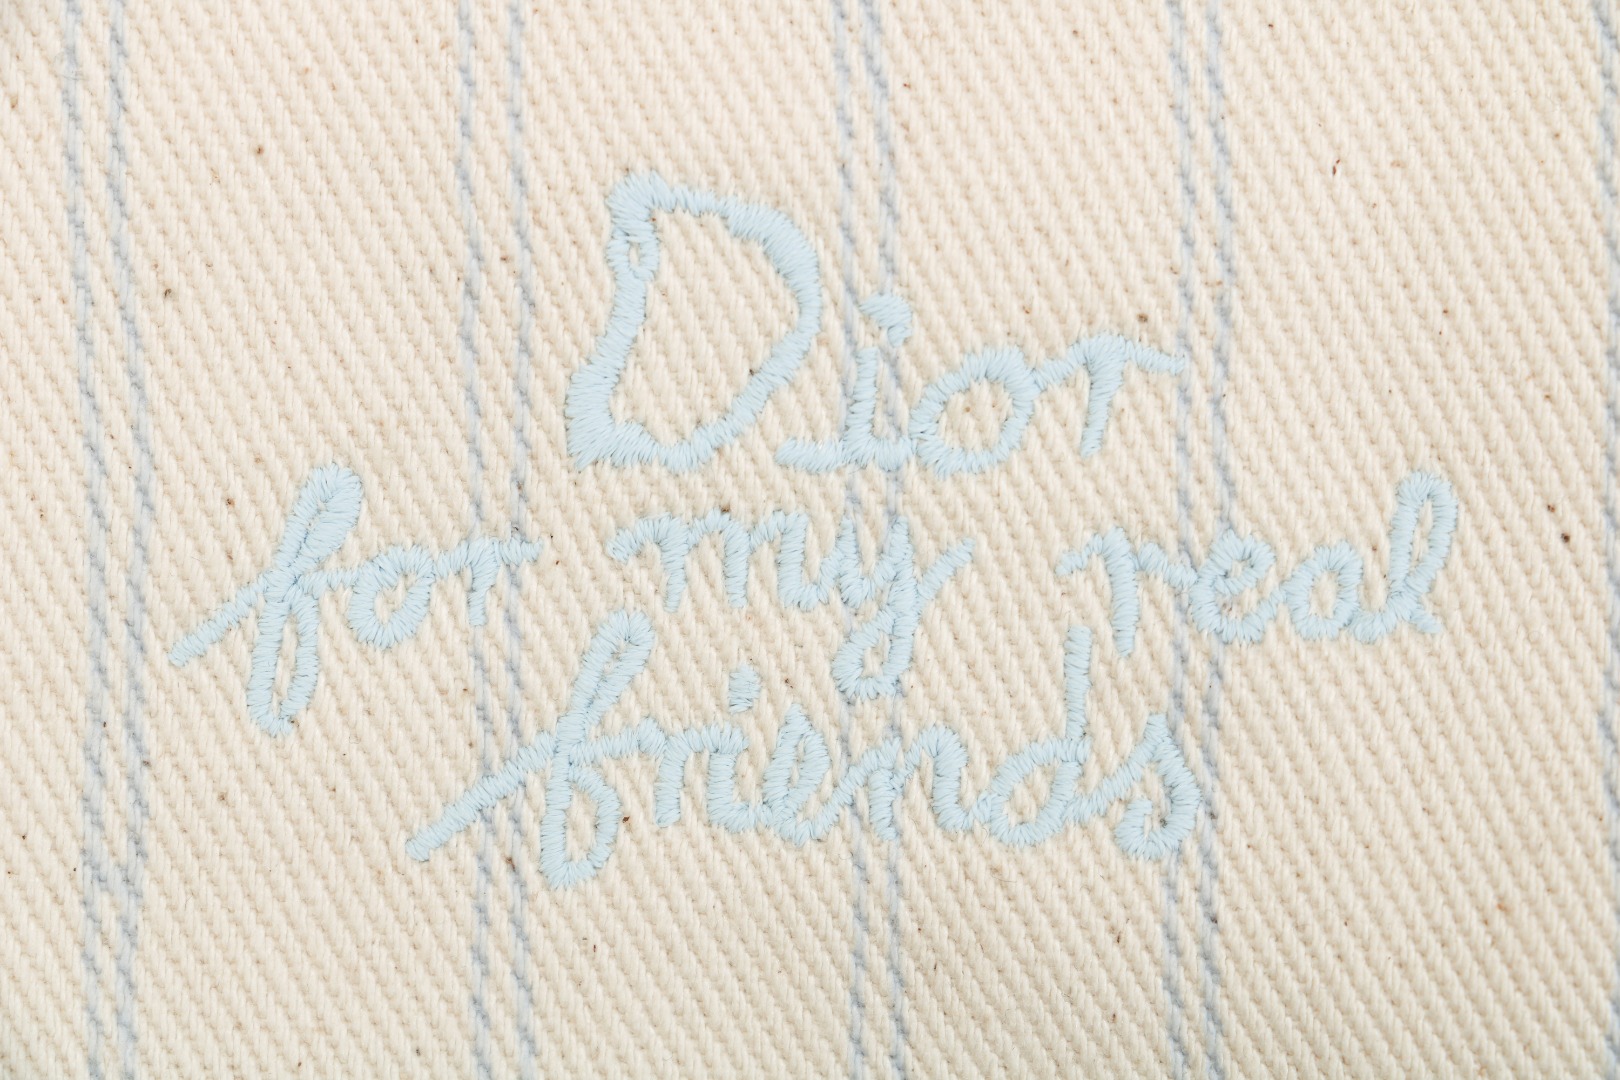 Dior
for my real
friends